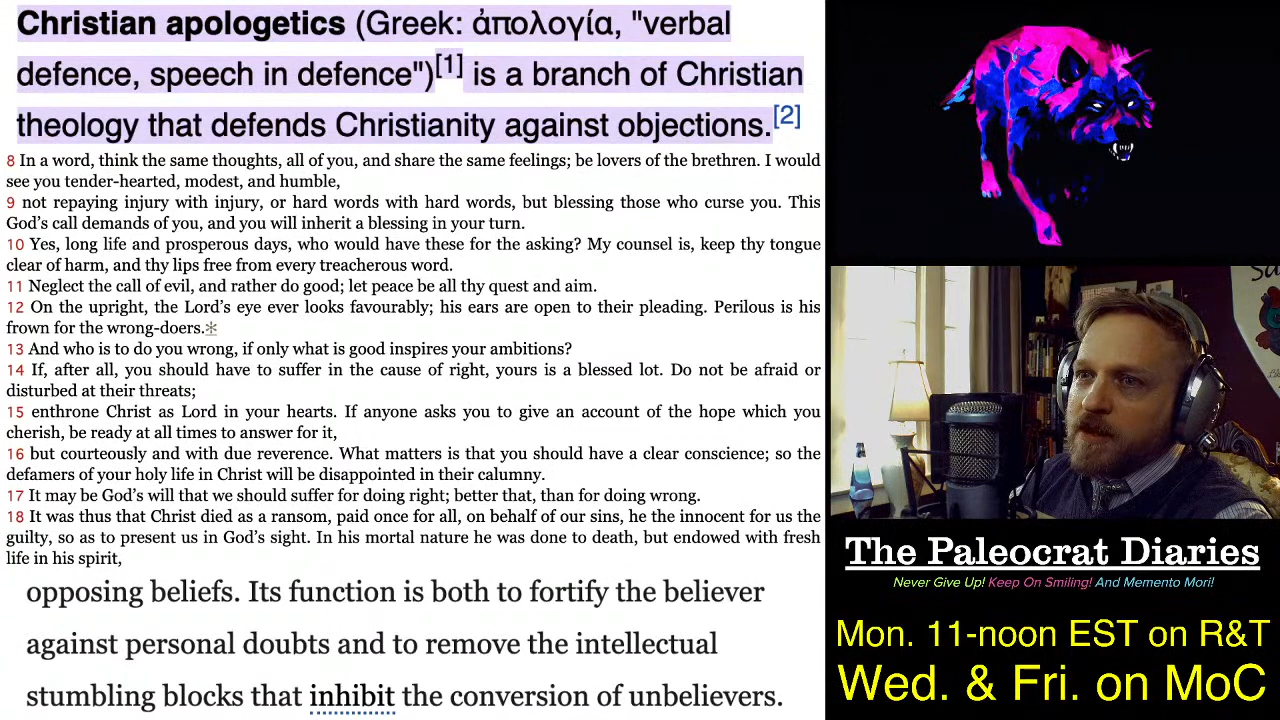 Christian apologetics (Greek: ἀπολογία, "verbal
defence, speech in defence")[1] is a branch of Christian
theology that defends Christianity against objections.[2]
8 In a word, think the same thoughts, all of you, and share the same feelings; be lovers of the brethren. I would
see you tender-hearted, modest, and humble,
9 not repaying injury with injury, or hard words with hard words, but blessing those who curse you. This
God's call demands of you, and you will inherit a blessing in your turn.
10 Yes, long life and prosperous days, who would have these for the asking? My counsel is, keep thy tongue
clear of harm, and thy lips free from every treacherous word.
11 Neglect the call of evil, and rather do good; let peace be all thy quest and aim.
12 On the upright, the Lord's eye ever looks favourably; his ears are open to their pleading. Perilous is his
frown for the wrong-doers.*
13 And who is to do you wrong, if only what is good inspires your ambitions?
14 If, after all, you should have to suffer in the cause of right, yours is a blessed lot. Do not be afraid or
disturbed at their threats;
15 enthrone Christ as Lord in your hearts. If anyone asks you to give an account of the hope which you
cherish, be ready at all times to answer for it,
16 but courteously and with due reverence. What matters is that you should have a clear conscience; so the
defamers of your holy life in Christ will be disappointed in their calumny.
17 It may be God's will that we should suffer for doing right; better that, than for doing wrong.
18 It was thus that Christ died as a ransom, paid once for all, on behalf of our sins, he the innocent for us the
guilty, so as to present us in God's sight. In his mortal nature he was done to death, but endowed with fresh
life in his spirit,
opposing beliefs. Its function is both to fortify the believer
against personal doubts and to remove the intellectual
stumbling blocks that inhibit the conversion of unbelievers.
The Paleocrat Diaries
Never Give Up! Keep On Smiling! And Memento Mori!
Mon. 11-noon EST on R&T
Wed. & Fri. on MoC